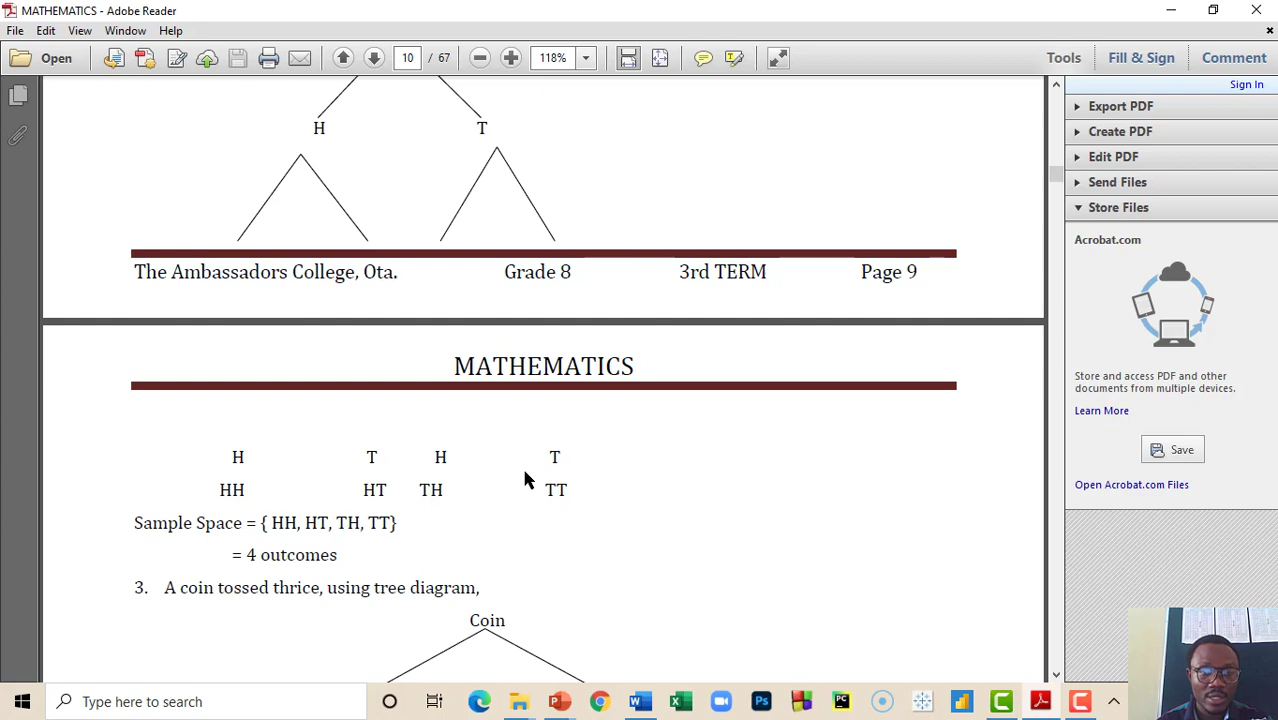 MATHEMATICS - Adobe Reader
File Edit View Window Help
Open 10 / 67 118% Tools Fill & Sign Comment
Sign In
Export PDF
Create PDF
Edit PDF
Send Files
Store Files
Acrobat.com
Store and access PDF and other
documents from multiple devices.
Learn More
Save
Open Acrobat.com Files
H T
The Ambassadors College, Ota. Grade 8 3rd TERM Page 9
MATHEMATICS
H T H T
HH HT TH TT
Sample Space = { HH, HT, TH, TT}
= 4 outcomes
3. A coin tossed thrice, using tree diagram,
Coin
Type here to search